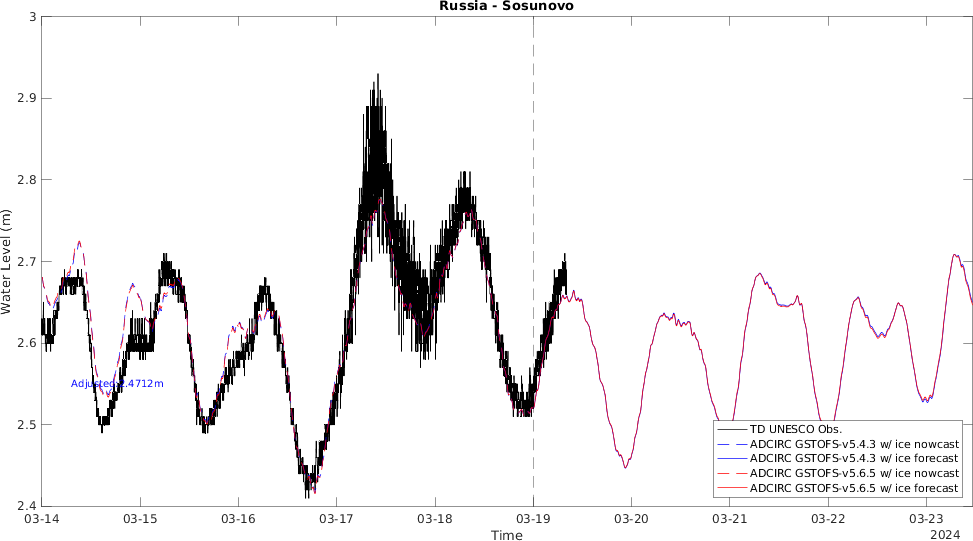 Russia - Sosunovo
3
2.9
2.8
2.7
2.6
2.5
2.4
Water Level (m)
Adjusted:2.4712m
TD UNESCO Obs.
ADCIRC GSTOFS-v5.4.3 w/ ice nowcast
ADCIRC GSTOFS-v5.4.3 w/ ice forecast
ADCIRC GSTOFS-v5.6.5 w/ ice nowcast
ADCIRC GSTOFS-v5.6.5 w/ ice forecast
03-14 03-15 03-16 03-17 03-18 03-19 03-20 03-21 03-22 03-23
Time
2024